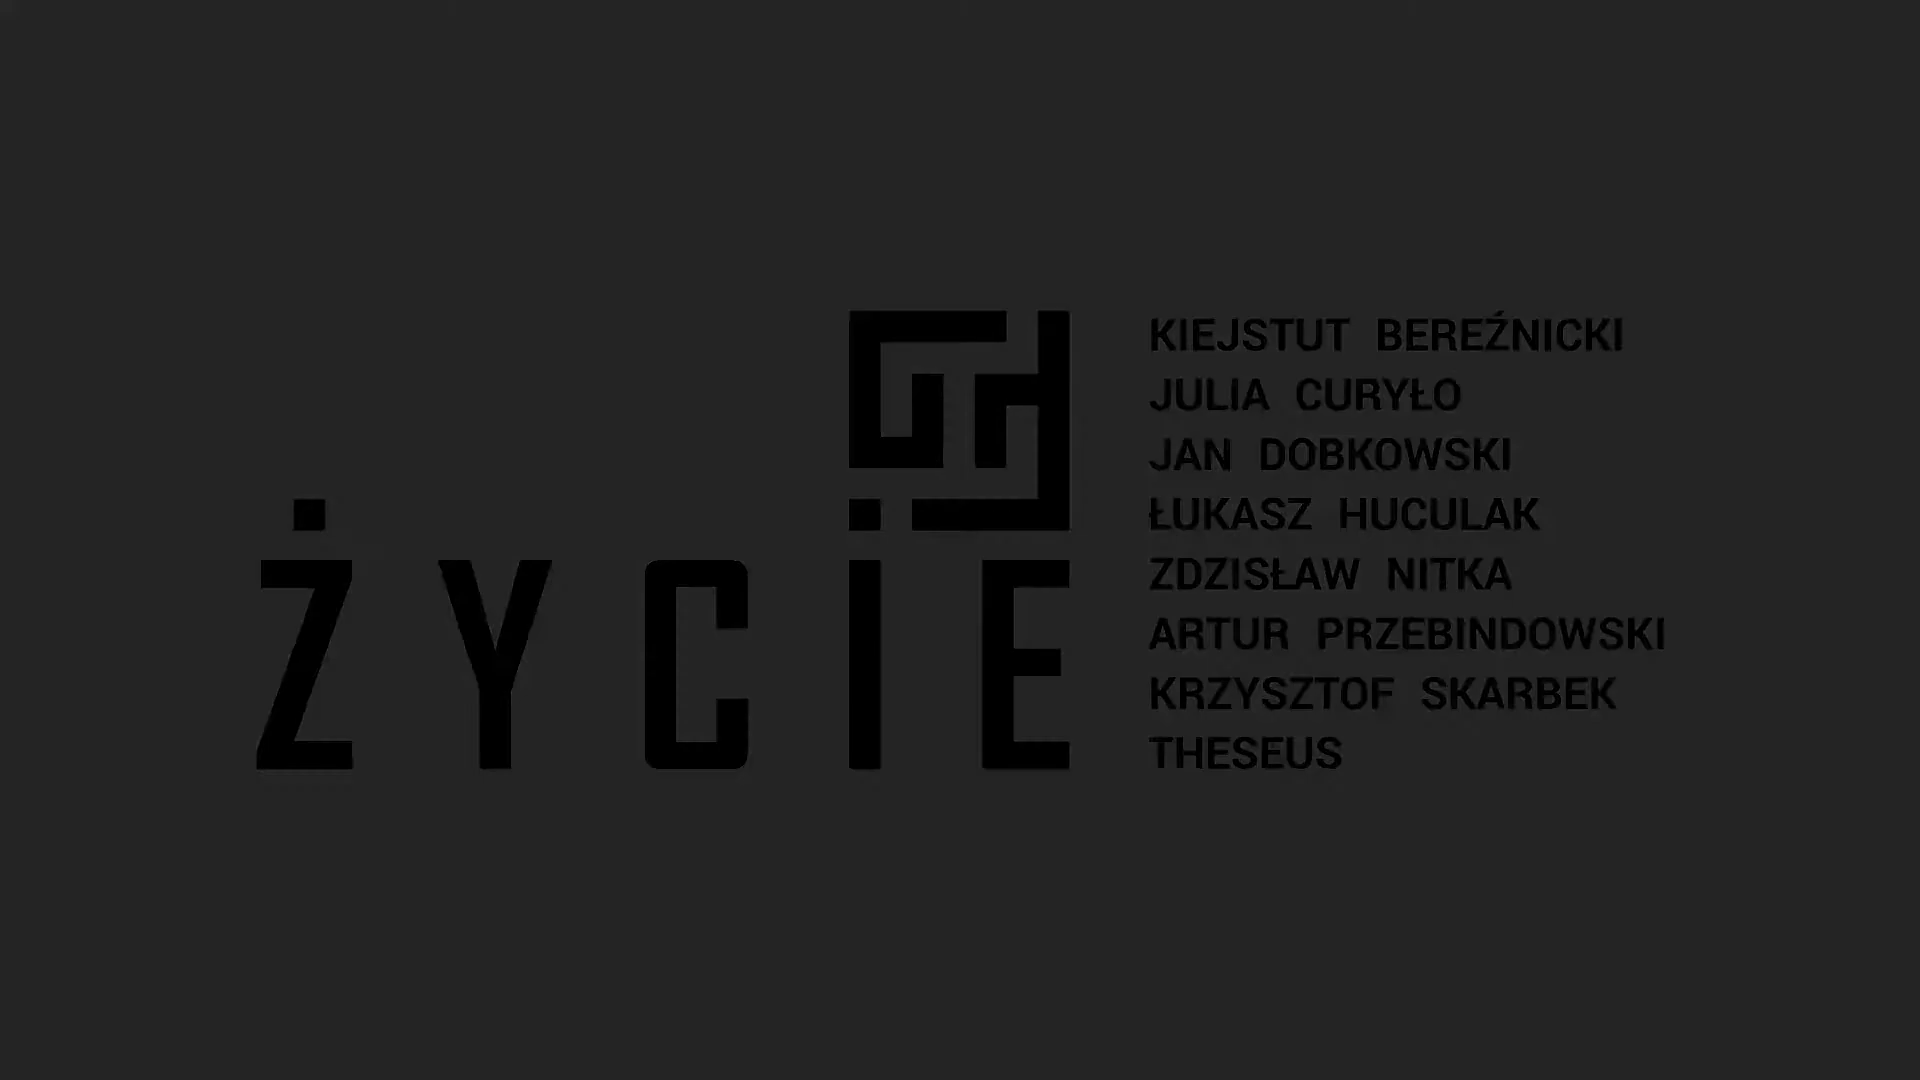 ŻYCIE
KIEJSTUT BEREŹNICKI
JULIA CURYŁO
JAN DOBKOWSKI
ŁUKASZ HUCULAK
ZDZISŁAW NITKA
ARTUR PRZEBINDOWSKI
KRZYSZTOF SKARBEK
THESEUS